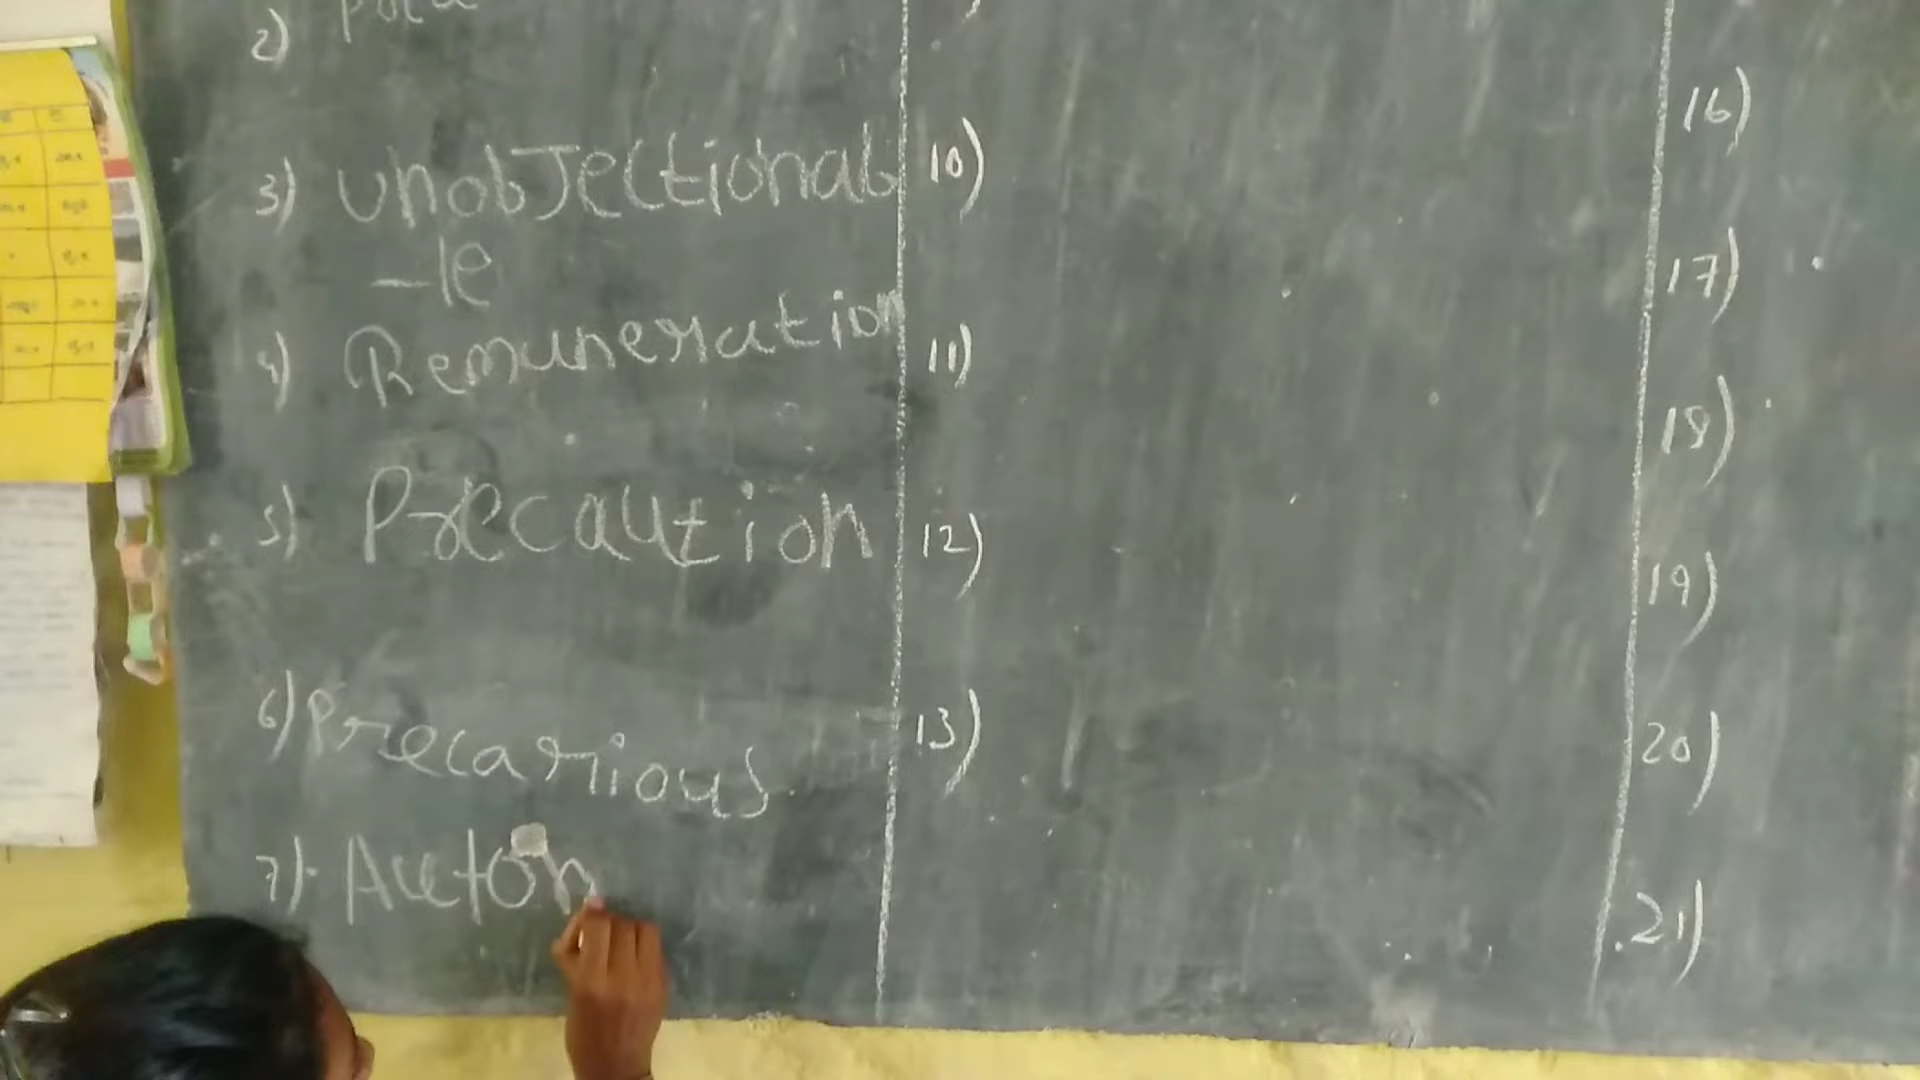 2)
3) unobJectionab
-le
4) Remuneration
5) Precaution
6) Precarious
7). Auton
10)
11)
12)
13)
16)
17)
18)
19)
20)
21)